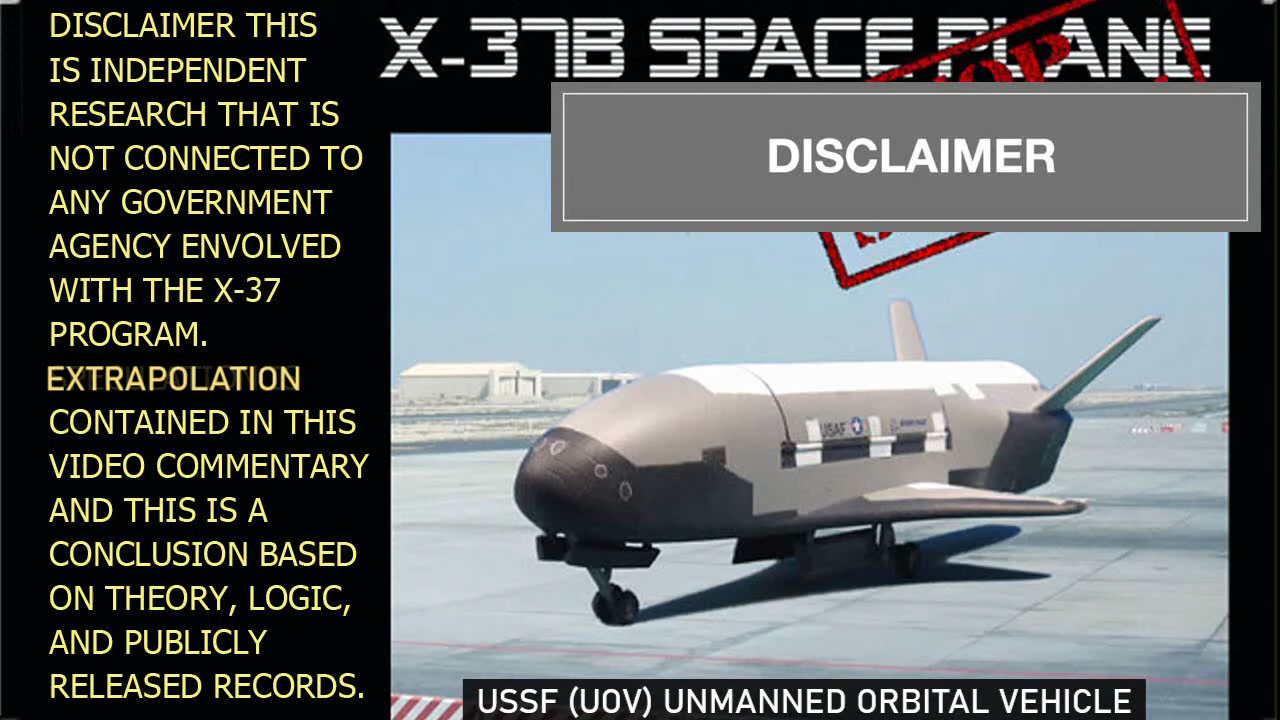 DISCLAIMER THIS
IS INDEPENDENT
RESEARCH THAT IS
NOT CONNECTED TO
ANY GOVERNMENT
AGENCY ENVOLVED
WITH THE X-37
PROGRAM.
EXTRAPOLATION
CONTAINED IN THIS
VIDEO COMMENTARY
AND THIS IS A
CONCLUSION BASED
ON THEORY, LOGIC,
AND PUBLICLY
RELEASED RECORDS.
X-37B SPACE PLANE
TOP
DISCLAIMER
USAF
USSF (UOV) UNMANNED ORBITAL VEHICLE